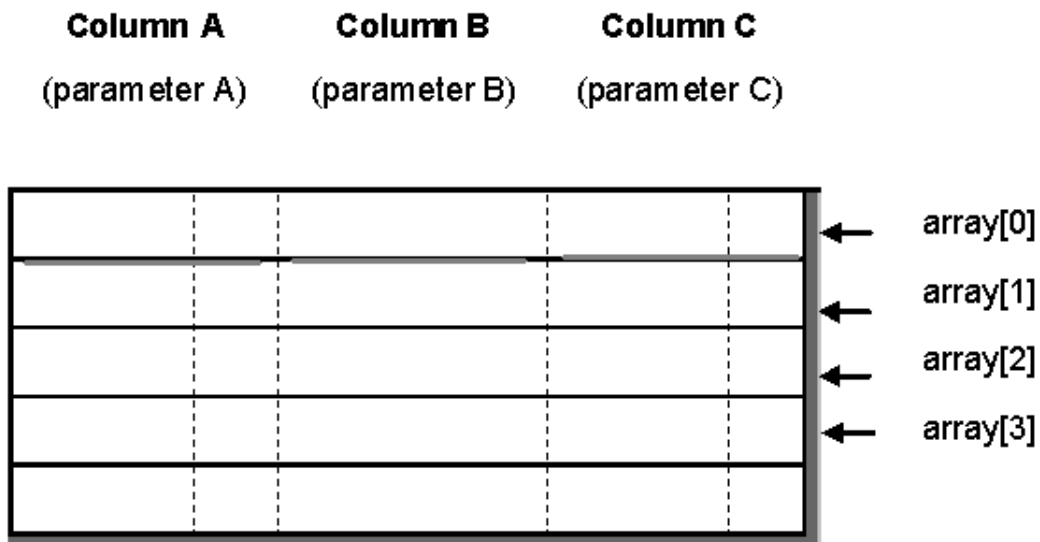 Column A Column B Column C
(parameter A) (parameter B) (parameter C)
array[0]
array[1]
array[2]
array[3]